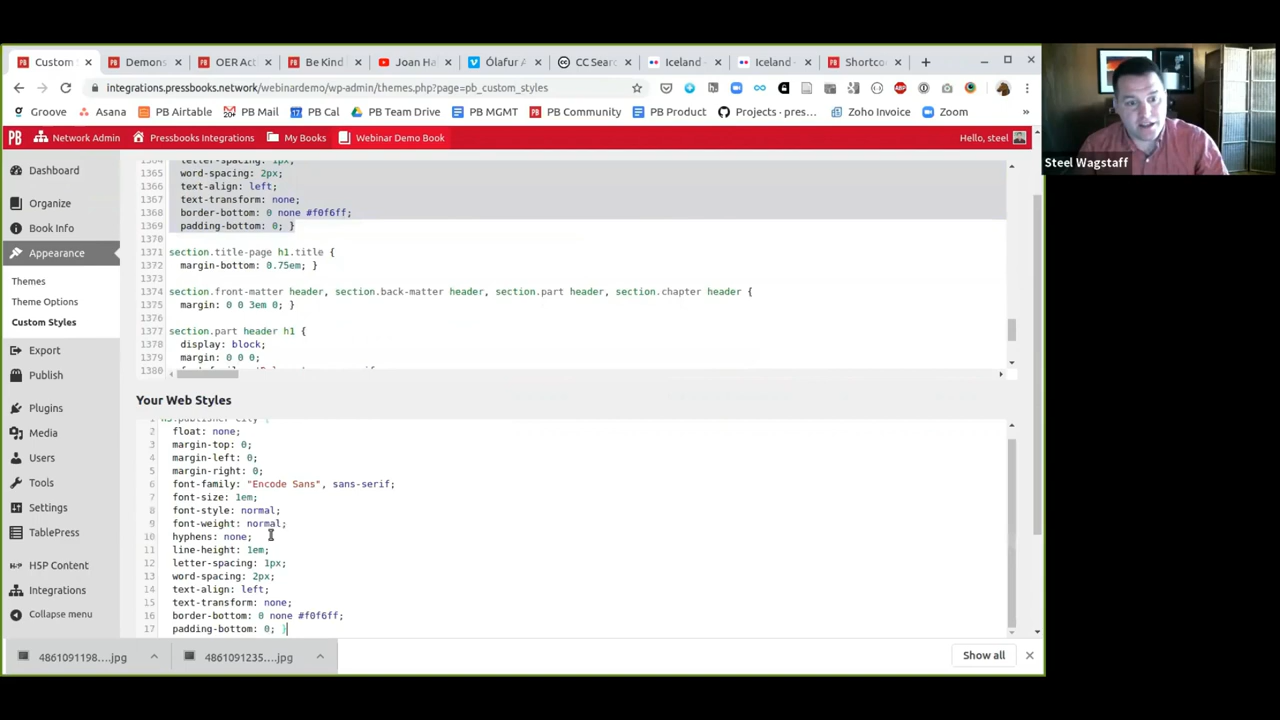 Custom
Demons
OER Act
Be Kind
Joan Ha
Ólafur A
CC Sear
Iceland -
Iceland -
Shortco
integrations.pressbooks.network/webinardemo/wp-admin/themes.php?page=pb_custom_styles
Groove
Asana
PB Airtable
PB Mail
PB Cal
PB Team Drive
PB MGMT
PB Community
PB Product
Projects · pres…
Zoho Invoice
Zoom
PB
Network Admin
Pressbooks Integrations
My Books
Webinar Demo Book
Hello, steel
Steel Wagstaff
Dashboard
Organize
Book Info
Appearance
Themes
Theme Options
Custom Styles
Export
Publish
Plugins
Media
Users
Tools
Settings
TablePress
H5P Content
Integrations
Collapse menu
1364 letter-spacing: 1px;
1365 word-spacing: 2px;
1366 text-align: left;
1367 text-transform: none;
1368 border-bottom: 0 none #f0f6ff;
1369 padding-bottom: 0; }
1370
1371 section.title-page h1.title {
1372 margin-bottom: 0.75em; }
1373
1374 section.front-matter header, section.back-matter header, section.part header, section.chapter header {
1375 margin: 0 0 3em 0; }
1376
1377 section.part header h1 {
1378 display: block;
1379 margin: 0 0 0;
1380
Your Web Styles
1 h3.publisher-city {
2 float: none;
3 margin-top: 0;
4 margin-left: 0;
5 margin-right: 0;
6 font-family: "Encode Sans", sans-serif;
7 font-size: 1em;
8 font-style: normal;
9 font-weight: normal;
10 hyphens: none;
11 line-height: 1em;
12 letter-spacing: 1px;
13 word-spacing: 2px;
14 text-align: left;
15 text-transform: none;
16 border-bottom: 0 none #f0f6ff;
17 padding-bottom: 0; }
4861091198….jpg
4861091235….jpg
Show all